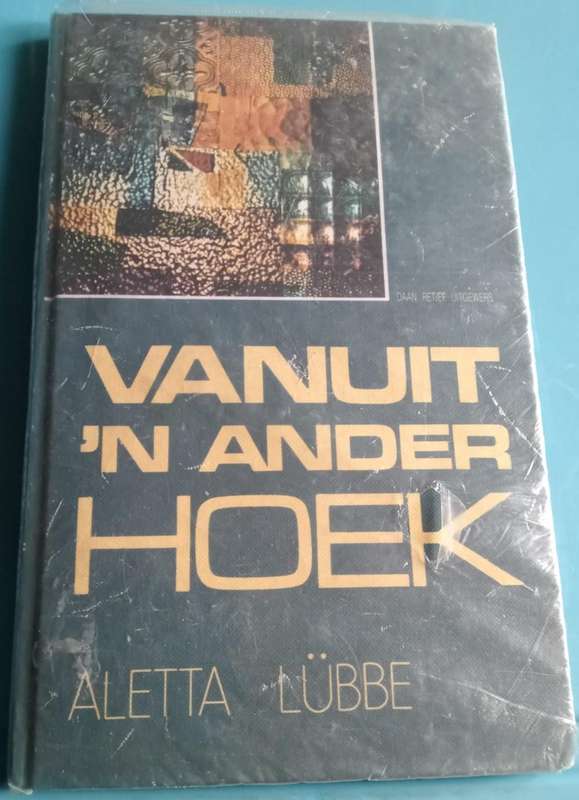 DAAN RETIEF UITGEWERS
VANUIT
'N ANDER
HOEK
ALETTA LÜBBE